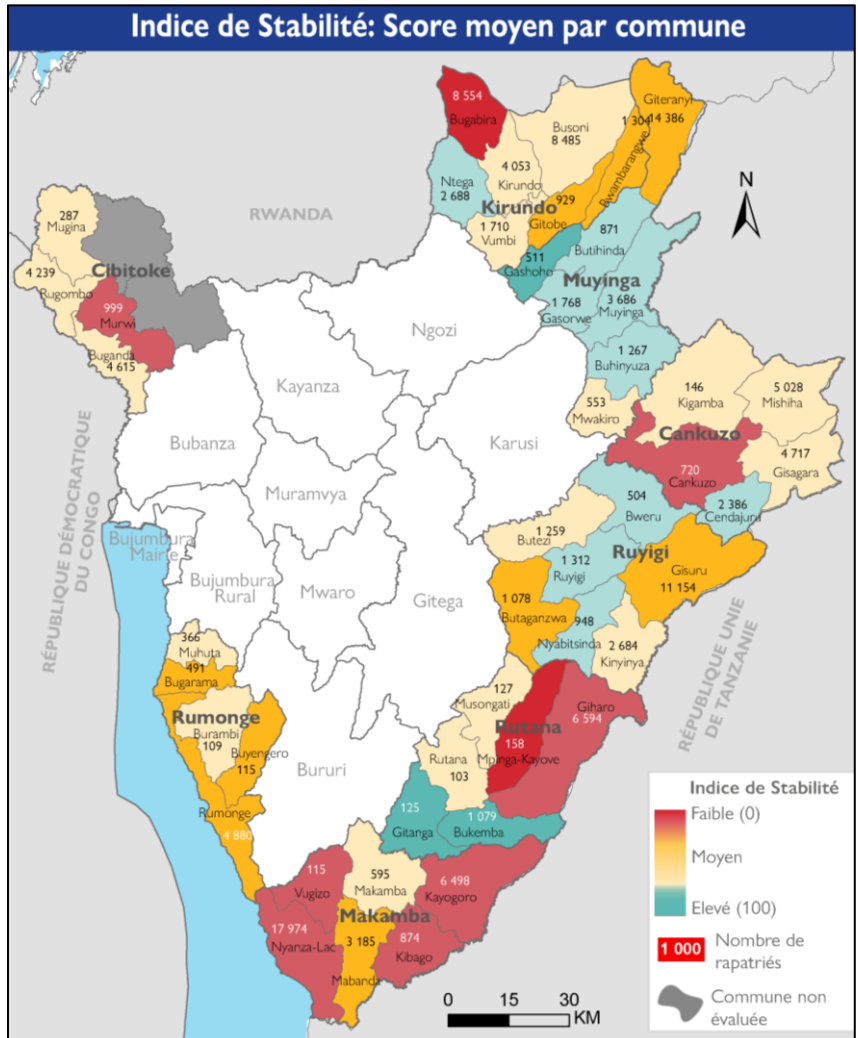 Indice de Stabilité: Score moyen par commune
8 554
Bugabira
Giteranyi
1 304
14 386
Busoni
8 485
Bwambarangwe
4 053
Kirundo
Ntega
2 688
Kirundo
929
Gitobe
1 710
Vumbi
N
RWANDA
287
Mugina
Cibitoke
4 239
Rugombo
999
Murwi
Buganda
4 615
871
Butihinda
511
Gashoho
Muyinga
1 768
Gasorwe
3 686
Muyinga
1 267
Buhinyuza
Ngozi
Kayanza
Bubanza
Karusi
Muramvya
553
Mwakiro
146
Kigamba
5 028
Mishiha
Cankuzo
4 717
Gisagara
720
Cankuzo
RÉPUBLIQUE DÉMOCRATIQUE
DU CONGO
Bujumbura
Mairie
Bujumbura
Rural
Mwaro
Gitega
504
Bweru
2 386
Cendajuru
1 259
Butezi
Ruyigi
1 312
Ruyigi
Gisuru
11 154
1 078
Butaganzwa
948
Nyabitsinda
2 684
Kinyinya
RÉPUBLIQUE UNIE
DE TANZANIE
366
Muhuta
491
Bugarama
Rumonge
Burambi
109
Buyengero
115
Rumonge
4 880
Bururi
127
Musongati
Giharo
6 594
Rutana
158
Mpinga-Kayove
Rutana
103
125
Gitanga
1 079
Bukemba
115
Vugizo
595
Makamba
6 498
Kayogoro
Makamba
17 974
Nyanza-Lac
3 185
Mabanda
874
Kibago
0 15 30
KM
Indice de Stabilité
Faible (0)
Moyen
Elevé (100)
1 000
Nombre de
rapatriés
Commune non
évaluée